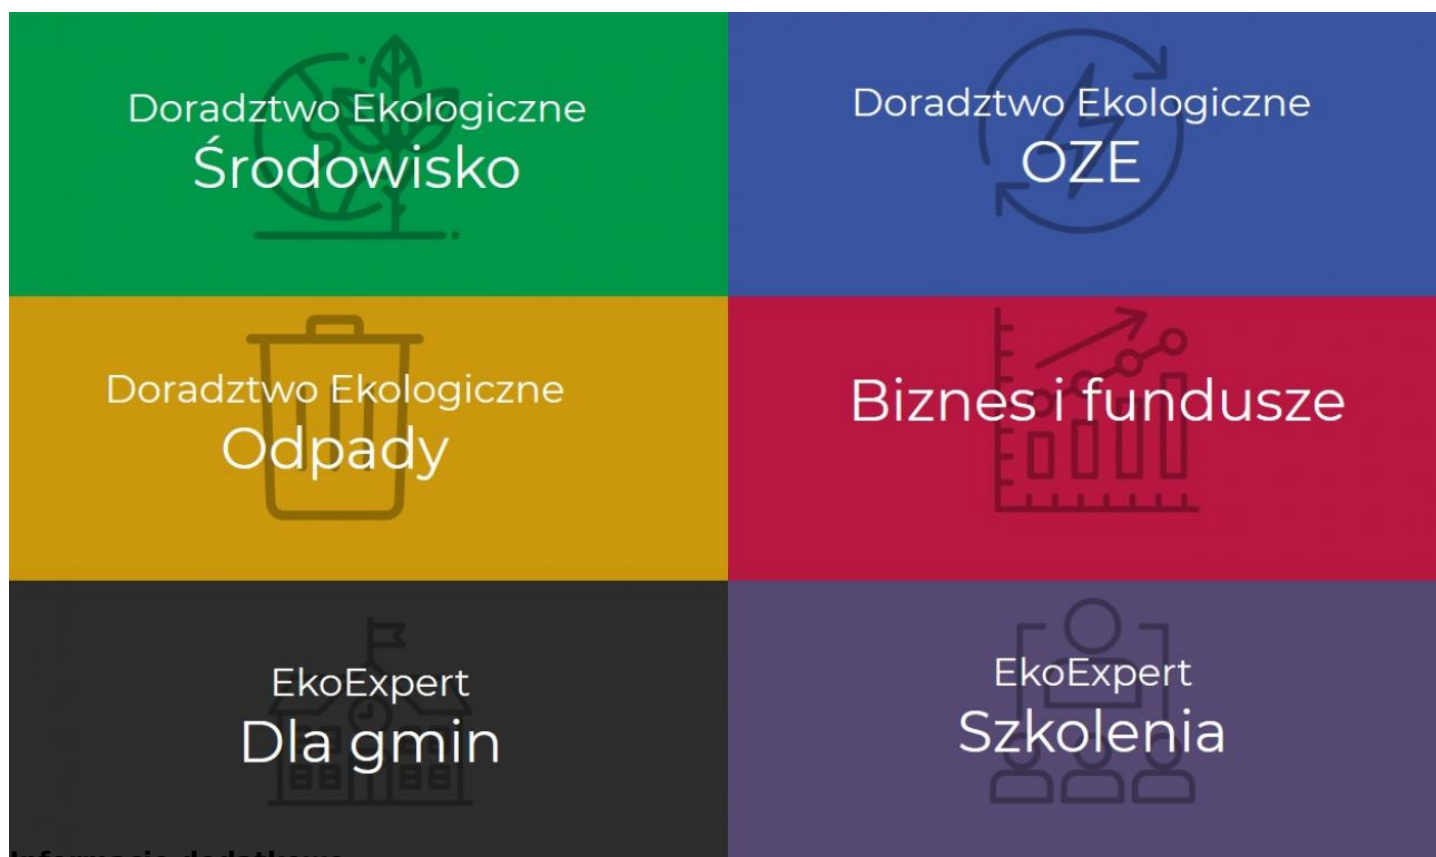 Doradztwo Ekologiczne
Środowisko
Doradztwo Ekologiczne
OZE
Doradztwo Ekologiczne
Odpady
Biznes i fundusze
EkoExpert
Dla gmin
EkoExpert
Szkolenia